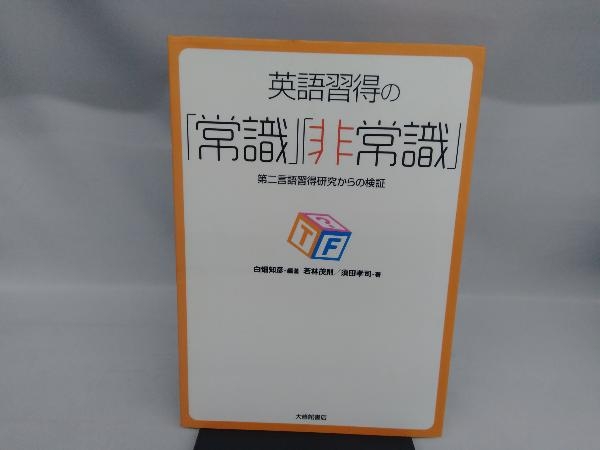 英語習得の
「常識」「非常識」
第二言語習得研究からの検証
?
T F
白畑知彦・編著 若林茂則/須田孝司・著
大修館書店